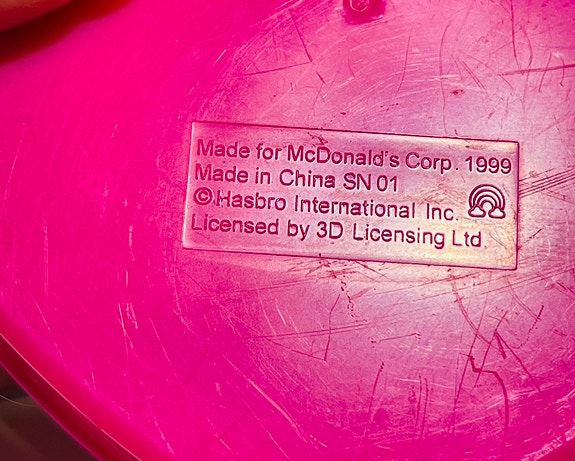 Made for McDonald's Corp. 1999
Made in China SN 01
©Hasbro International Inc.
Licensed by 3D Licensing Ltd